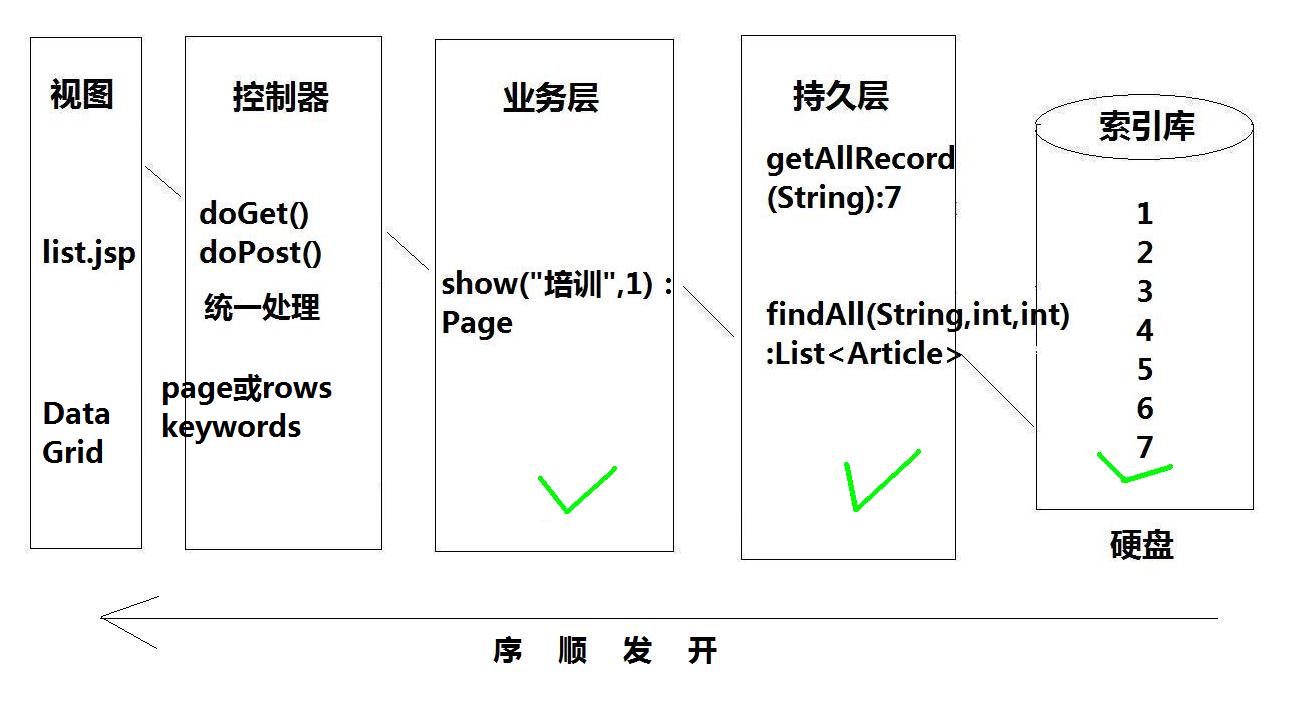 视图
list.jsp
Data
Grid
控制器
doGet()
doPost()
统一处理
page或rows
keywords
业务层
show("培训",1) :
Page
持久层
getAllRecord
(String):7
findAll(String,int,int)
:List<Article>
索引库
1
2
3
4
5
6
7
硬盘
序 顺 发 开